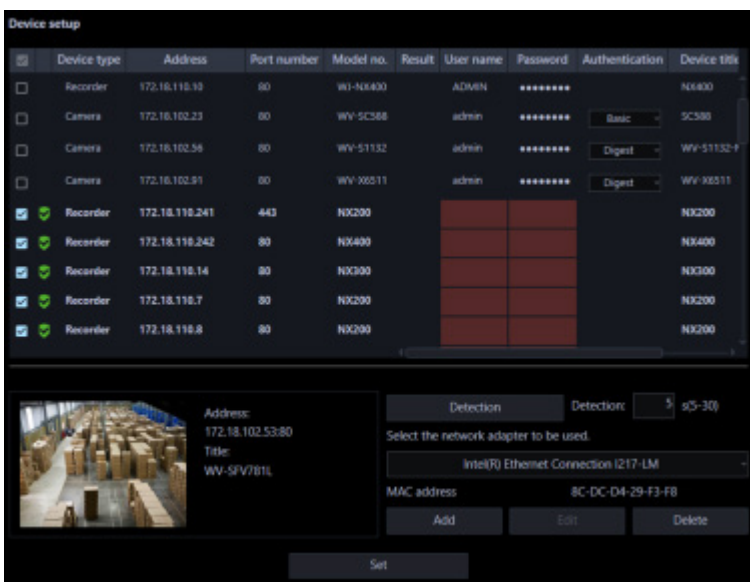 Device setup
Device type Address Port number Model no. Result User name Password Authentication Device title
Recorder 172.18.110.10 80 WJ-NX400 ADMIN ●●●●●●●● NX400
Camera 172.18.102.23 80 WV-SC588 admin ●●●●●●●● Basic SC588
Camera 172.18.102.56 80 WV-S1132 admin ●●●●●●●● Digest WV-S1132-
Camera 172.18.102.91 80 WV-X6511 admin ●●●●●●●● Digest WV-X6511
Recorder 172.18.110.241 443 NX200 NX200
Recorder 172.18.110.242 80 NX400 NX400
Recorder 172.18.110.14 80 NX300 NX300
Recorder 172.18.110.7 80 NX200 NX200
Recorder 172.18.110.8 80 NX200 NX200
Address:
172.18.102.53:80
Title:
WV-SFV781L
Detection Detection: 5 s(5-30)
Select the network adapter to be used.
Intel(R) Ethernet Connection I217-LM
MAC address 8C-DC-D4-29-F3-F8
Add Edit Delete
Set